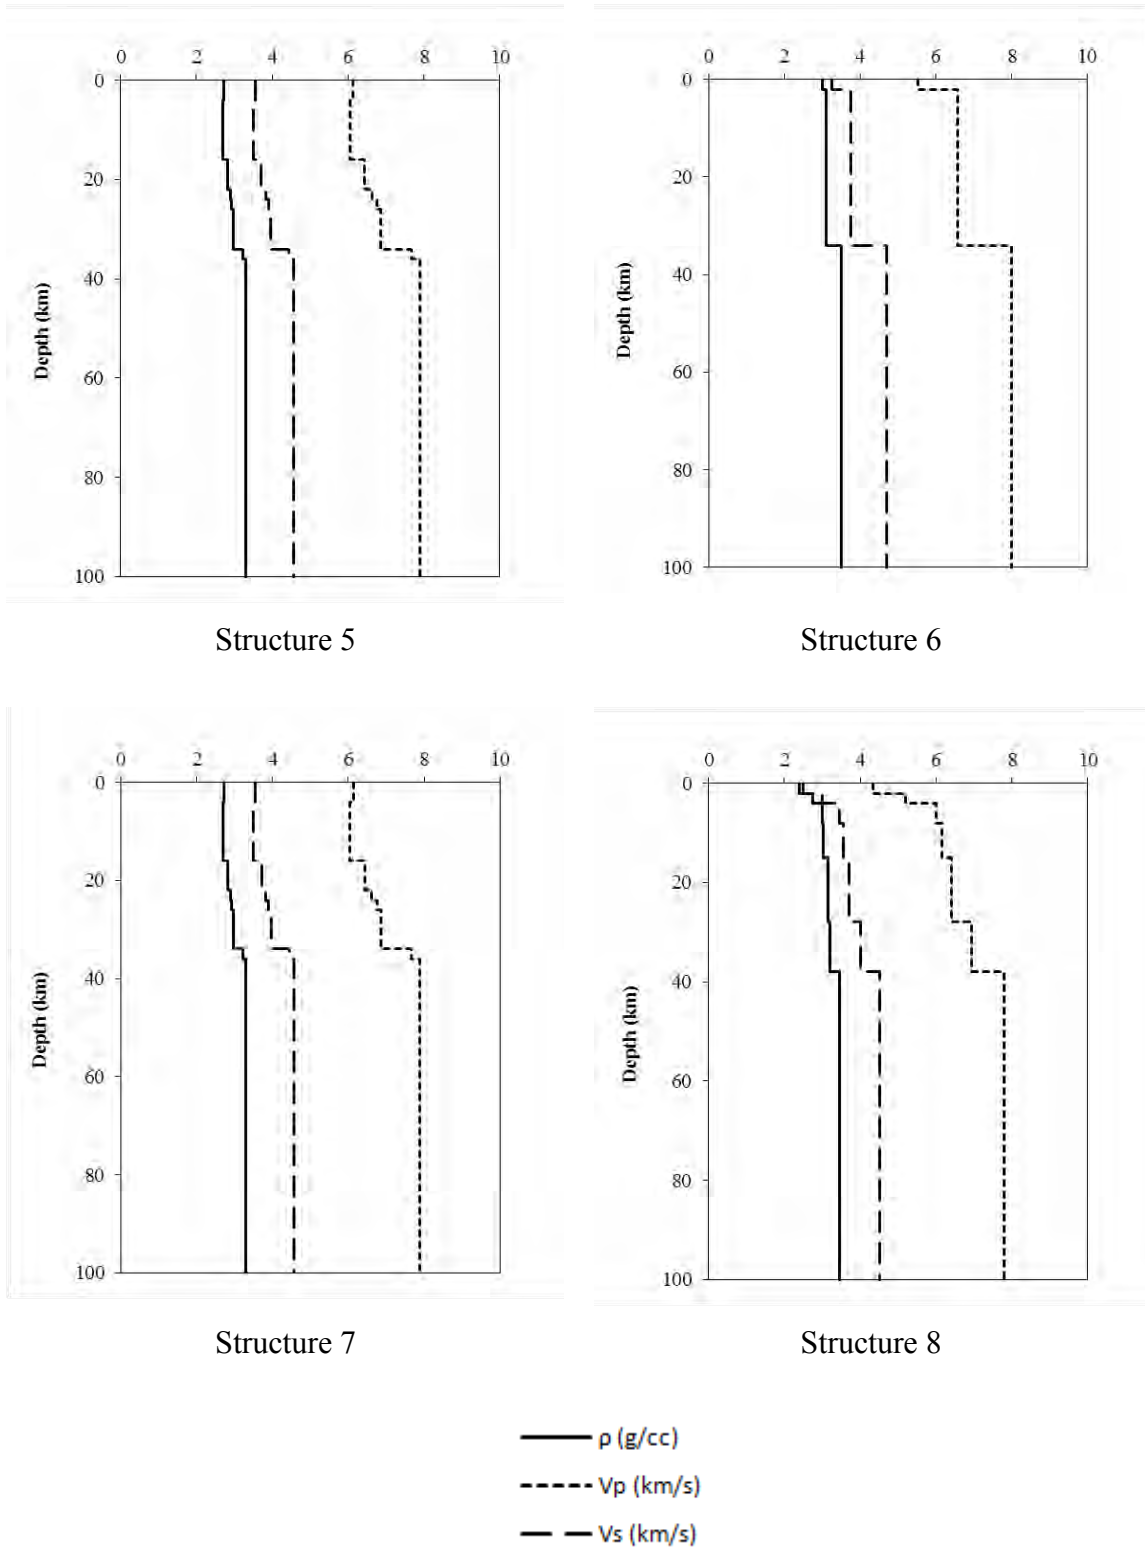 0 2 4 6 8 10
0
20
40
60
80
100
Depth (km)
Structure 5
0 2 4 6 8 10
0
20
40
60
80
100
Depth (km)
Structure 6
0 2 4 6 8 10
0
20
40
60
80
100
Depth (km)
Structure 7
0 2 4 6 8 10
0
20
40
60
80
100
Depth (km)
Structure 8
ρ (g/cc)
Vp (km/s)
Vs (km/s)